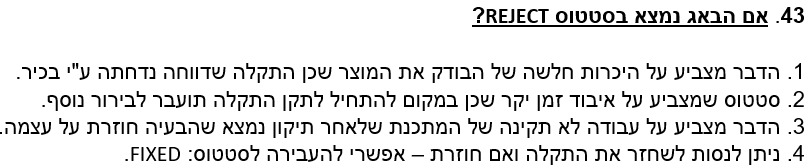 43. אם הבאג נמצא בסטטוס REJECT?
1. הדבר מצביע על היכרות חלשה של הבודק את המוצר שכן התקלה שדווחה נדחתה ע"י בכיר.
2. סטטוס שמצביע על איבוד זמן יקר שכן במקום להתחיל לתקן התקלה תועבר לבירור נוסף.
3. הדבר מצביע על עבודה לא תקינה של המתכנת שלאחר תיקון נמצא שהבעיה חוזרת על עצמה.
4. ניתן לנסות לשחזר את התקלה ואם חוזרת – אפשרי להעבירה לסטטוס: FIXED.